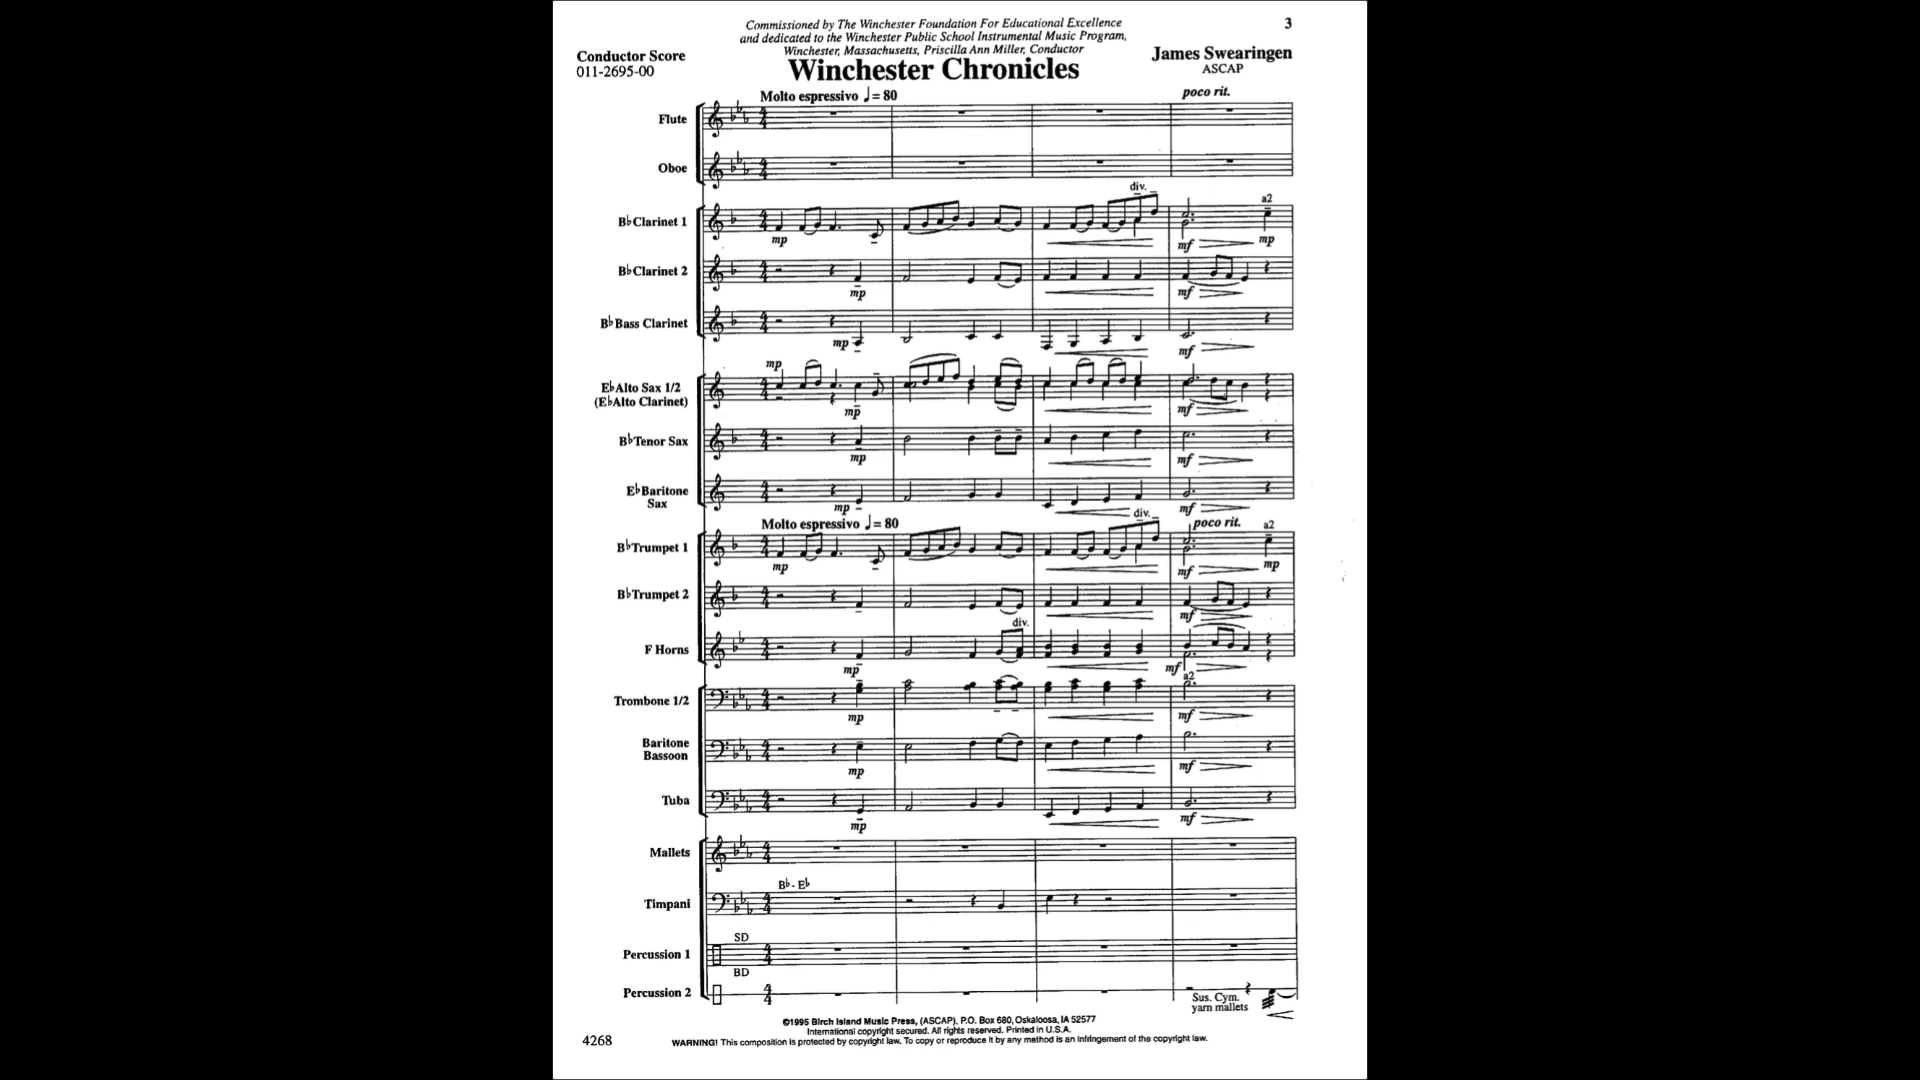 Commissioned by The Winchester Foundation For Educational Excellence
and dedicated to the Winchester Public School Instrumental Music Program,
Winchester, Massachusetts, Priscilla Ann Miller, Conductor
3
Conductor Score
011-2695-00
Winchester Chronicles
James Swearingen
ASCAP
Molto espressivo ♩= 80
poco rit.
Flute
Oboe
div.
a2
B♭Clarinet 1
mp
mf
mp
B♭Clarinet 2
mp
mf
B♭Bass Clarinet
mp
mf
mp
E♭Alto Sax 1/2
(E♭Alto Clarinet)
mp
mf
B♭Tenor Sax
mp
mf
E♭Baritone
Sax
mp
mf
Molto espressivo ♩= 80
div.
poco rit.
a2
B♭Trumpet 1
mp
mf
mp
B♭Trumpet 2
mf
div.
F Horns
mp
mf
a2
Trombone 1/2
mp
mf
Baritone
Bassoon
mp
mf
Tuba
mp
mf
Mallets
B♭- E♭
Timpani
SD
Percussion 1
BD
Percussion 2
Sus. Cym.
yarn mallets
©1995 Birch Island Music Press, (ASCAP), P.O. Box 680, Oskaloosa, IA 52577
International copyright secured. All rights reserved. Printed in U.S.A.
4268
WARNING! This composition is protected by copyright law. To copy or reproduce it by any method is an infringement of the copyright law.